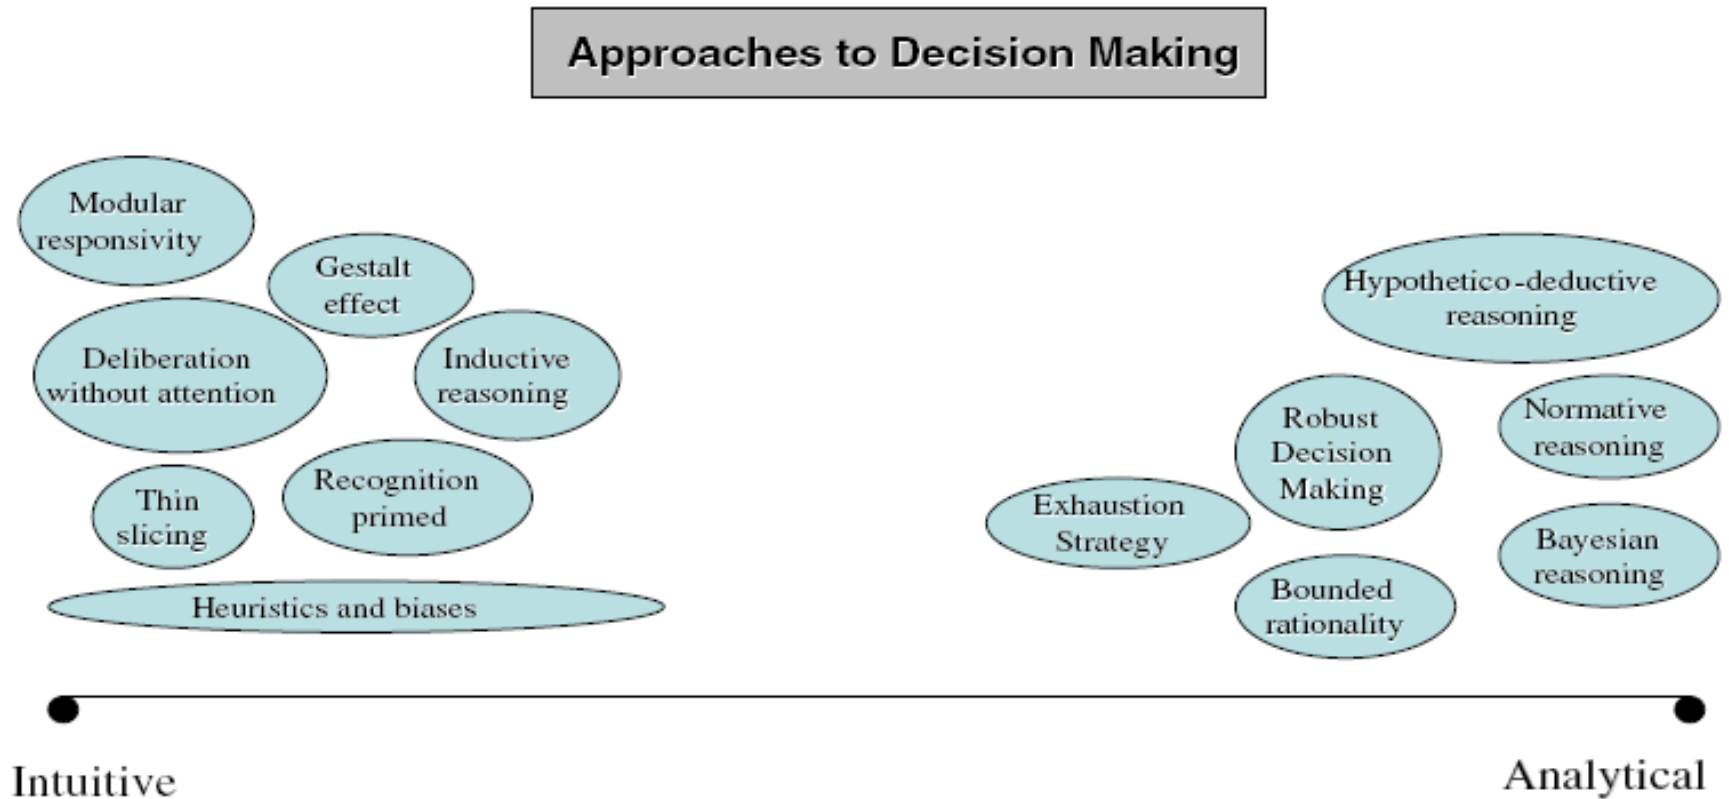 Approaches to Decision Making
Modular
responsivity
Gestalt
effect
Deliberation
without attention
Inductive
reasoning
Thin
slicing
Recognition
primed
Heuristics and biases
Hypothetico-deductive
reasoning
Robust
Decision
Making
Normative
reasoning
Exhaustion
Strategy
Bayesian
reasoning
Bounded
rationality
Intuitive
Analytical